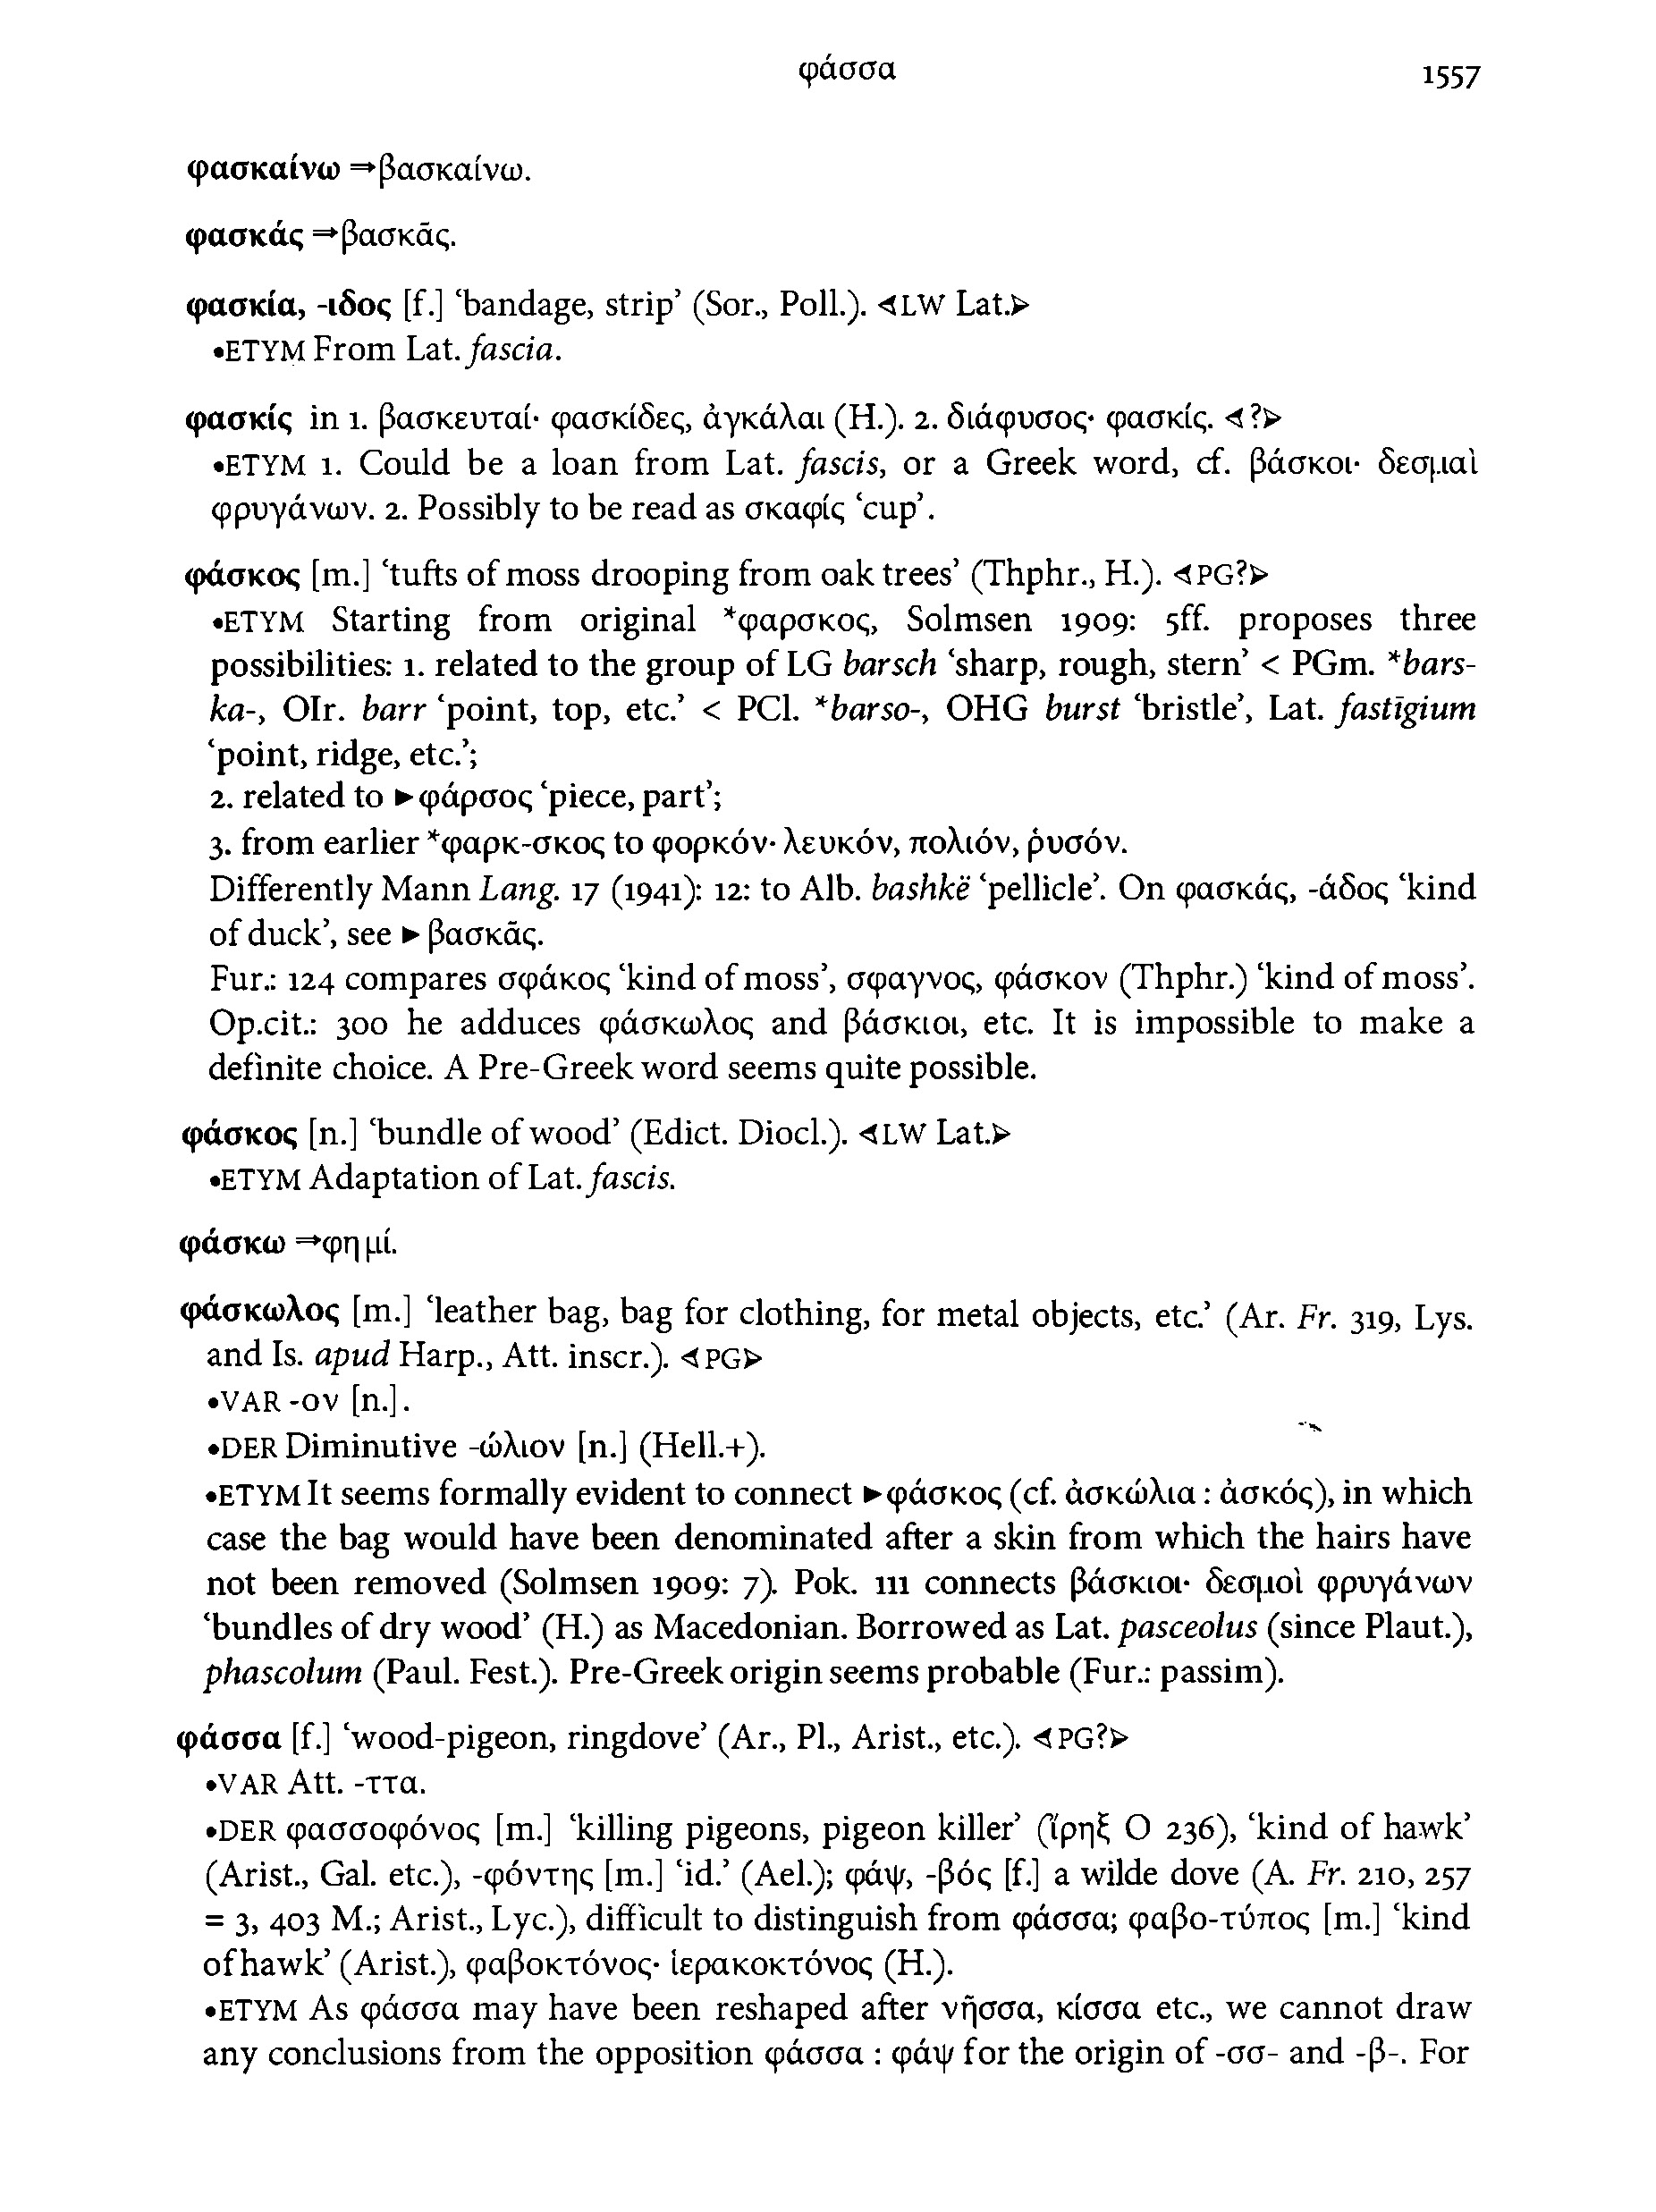 φάσσα 1557
φασκαίνω ⇒βασκαίνω.
φασκάς ⇒βασκᾶς.
φασκία, -ιδος [f.] ‘bandage, strip’ (Sor., Poll.). ⊲LW Lat.⊳
•ETYM From Lat. fascia.
φασκίς in 1. βασκευταί· φασκίδες, ἀγκάλαι (H.). 2. διάφυσος· φασκίς. ⊲?⊳
•ETYM 1. Could be a loan from Lat. fascis, or a Greek word, cf. βάσκοι· δεσμαὶ
φρυγάνων. 2. Possibly to be read as σκαφίς ‘cup’.
φάσκος [m.] ‘tufts of moss drooping from oak trees’ (Thphr., H.). ⊲PG?⊳
•ETYM Starting from original *φαρσκος, Solmsen 1909: 5ff. proposes three
possibilities: 1. related to the group of LG barsch ‘sharp, rough, stern’ < PGm. *bars-
ka-, OIr. barr ‘point, top, etc.’ < PCl. *barso-, OHG burst ‘bristle’, Lat. fastīgium
‘point, ridge, etc.’;
2. related to ►φάρσος ‘piece, part’;
3. from earlier *φαρκ-σκος to φορκόν· λευκόν, πολιόν, ῥυσόν.
Differently Mann Lang. 17 (1941): 12: to Alb. bashkë ‘pellicle’. On φασκάς, -άδος ‘kind
of duck’, see ►βασκᾶς.
Fur.: 124 compares σφάκος ‘kind of moss’, σφαγνος, φάσκον (Thphr.) ‘kind of moss’.
Op.cit.: 300 he adduces φάσκωλος and βάσκιοι, etc. It is impossible to make a
definite choice. A Pre-Greek word seems quite possible.
φάσκος [n.] ‘bundle of wood’ (Edict. Diocl.). ⊲LW Lat.⊳
•ETYM Adaptation of Lat. fascis.
φάσκω ⇒φημί.
φάσκωλος [m.] ‘leather bag, bag for clothing, for metal objects, etc.’ (Ar. Fr. 319, Lys.
and Is. apud Harp., Att. inscr.). ⊲PG⊳
•VAR -ον [n.].
•DER Diminutive -ώλιον [n.] (Hell.+).
•ETYM It seems formally evident to connect ►φάσκος (cf. ἀσκώλια : ἀσκός), in which
case the bag would have been denominated after a skin from which the hairs have
not been removed (Solmsen 1909: 7). Pok. 111 connects βάσκιοι· δεσμοὶ φρυγάνων
‘bundles of dry wood’ (H.) as Macedonian. Borrowed as Lat. pasceolus (since Plaut.),
phascolum (Paul. Fest.). Pre-Greek origin seems probable (Fur.: passim).
φάσσα [f.] ‘wood-pigeon, ringdove’ (Ar., Pl., Arist., etc.). ⊲PG?⊳
•VAR Att. -ττα.
•DER φασσοφόνος [m.] ‘killing pigeons, pigeon killer’ (ἴρηξ O 236), ‘kind of hawk’
(Arist., Gal. etc.), -φόντης [m.] ‘id.’ (Ael.); φάψ, -βός [f.] a wilde dove (A. Fr. 210, 257
= 3, 403 M.; Arist., Lyc.), difficult to distinguish from φάσσα; φαβο-τύπος [m.] ‘kind
of hawk’ (Arist.), φαβοκτόνος· ἱερακοκτόνος (H.).
•ETYM As φάσσα may have been reshaped after νῆσσα, κίσσα etc., we cannot draw
any conclusions from the opposition φάσσα : φάψ for the origin of -σσ- and -β-. For